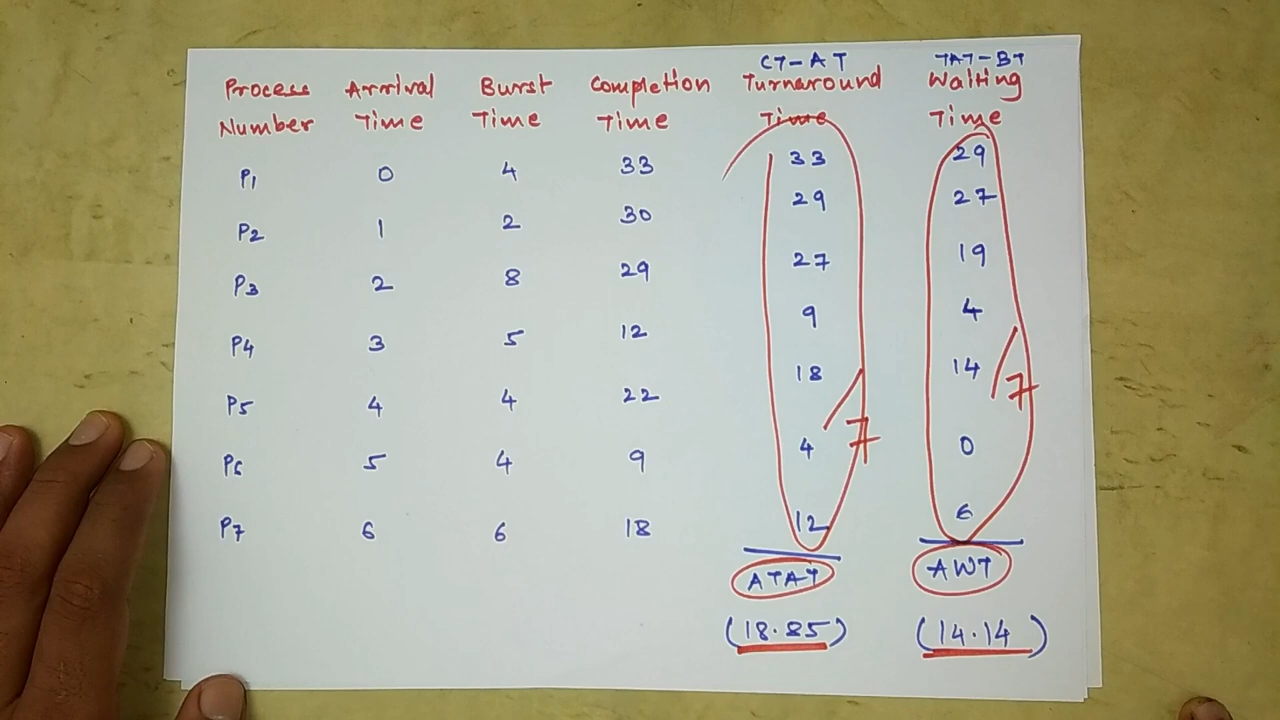 CT-AT TAT-BT
Process Arrival Burst Completion Turnaround Waiting
Number Time Time Time Time Time
P1 0 4 33 33 29
P2 1 2 30 29 27
P3 2 8 29 27 19
P4 3 5 12 9 4
P5 4 4 22 18 14
7
P6 5 4 9 4 7 0
P7 6 6 18 12 6
ATAT AWT
(18.85) (14.14)